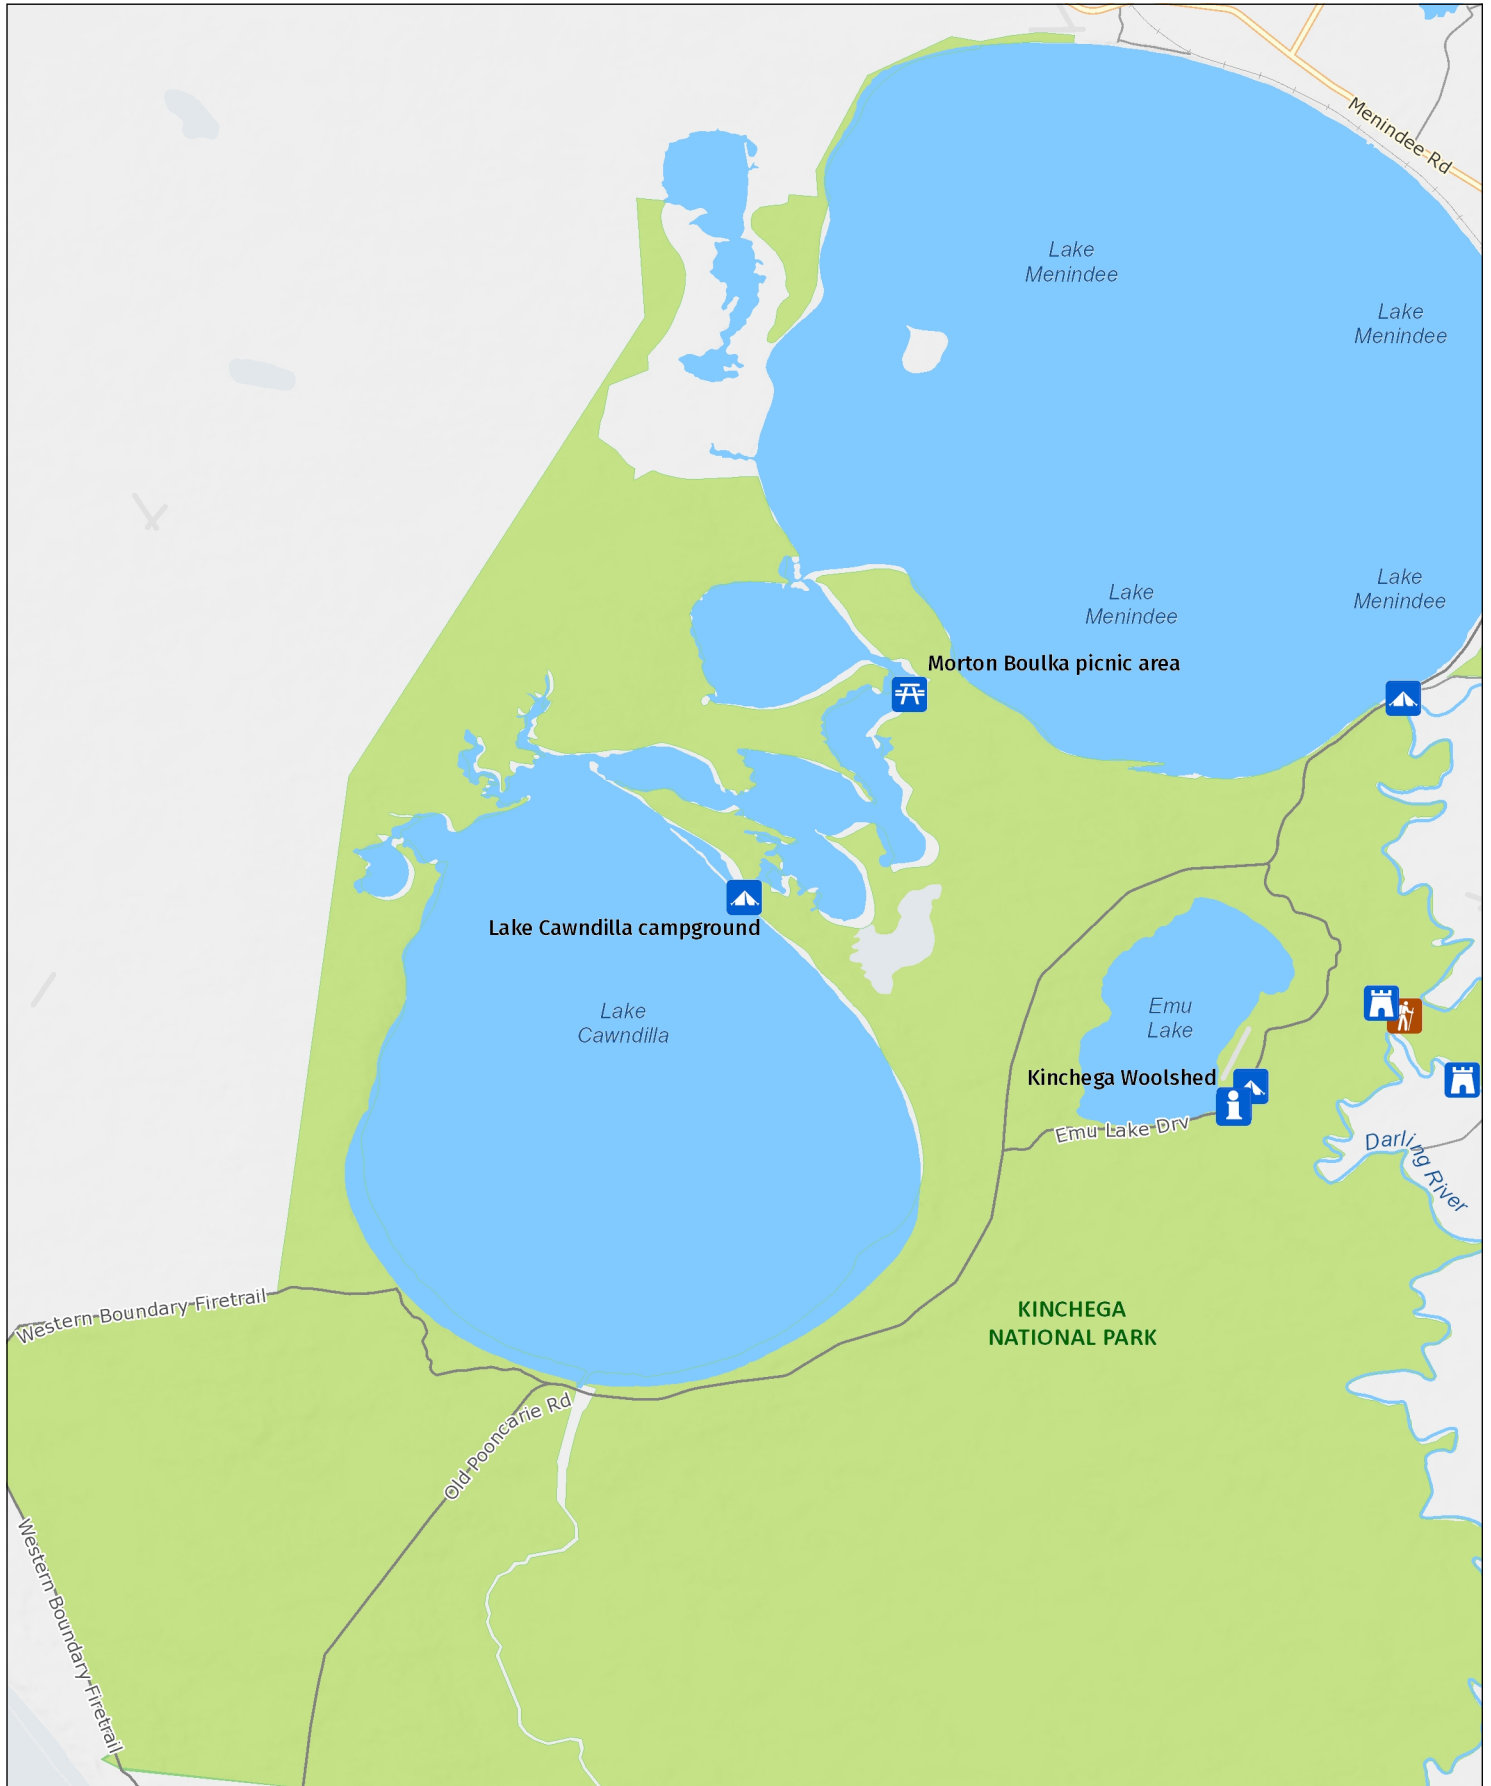 Menindee Rd
Lake
Menindee
Lake
Menindee
Lake
Menindee
Lake
Menindee
Morton Boulka picnic area
Lake Cawndilla campground
Lake
Cawndilla
Emu
Lake
Kinchega Woolshed
Emu Lake Drv
Darling River
Western Boundary Firetrail
KINCHEGA
NATIONAL PARK
Old Pooncarie Rd
Western Boundary Firetrail